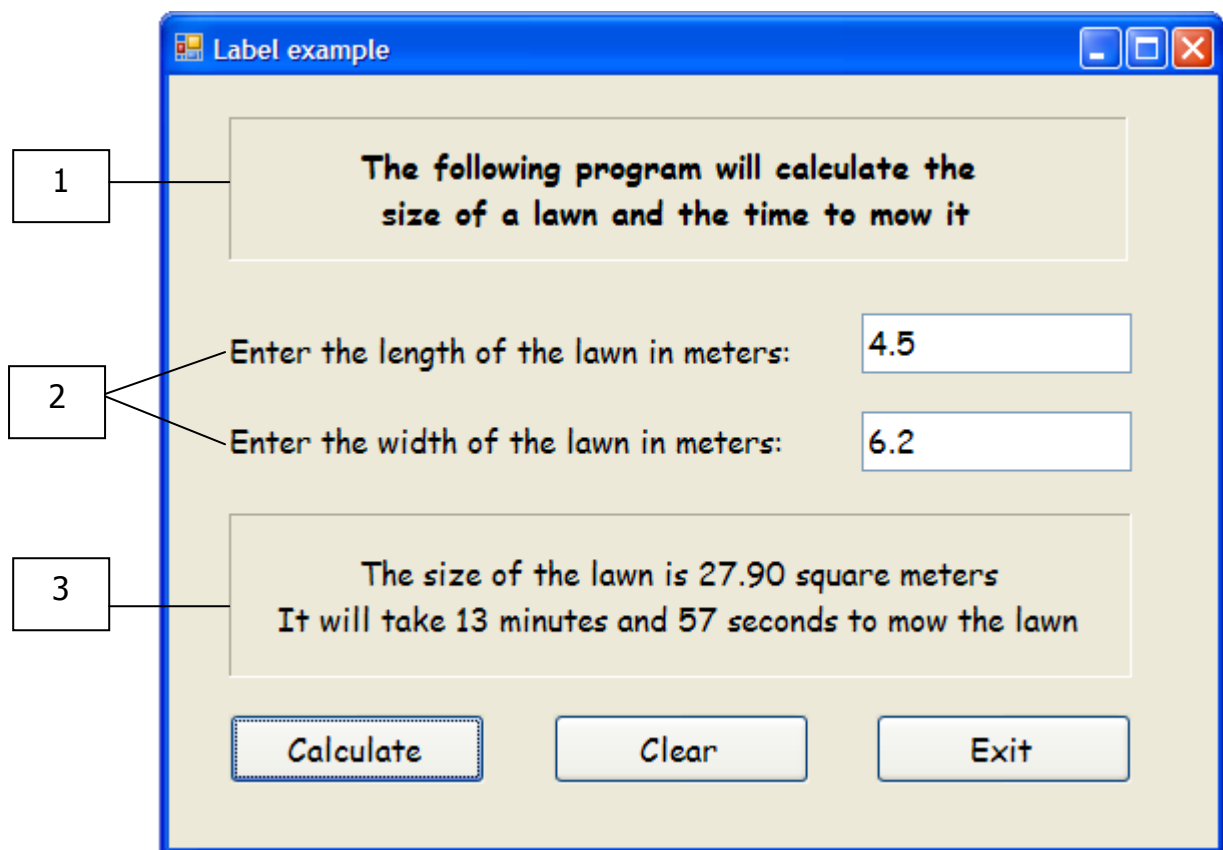 Label example
1
The following program will calculate the
size of a lawn and the time to mow it
2
Enter the length of the lawn in meters:
4.5
Enter the width of the lawn in meters:
6.2
3
The size of the lawn is 27.90 square meters
It will take 13 minutes and 57 seconds to mow the lawn
Calculate
Clear
Exit